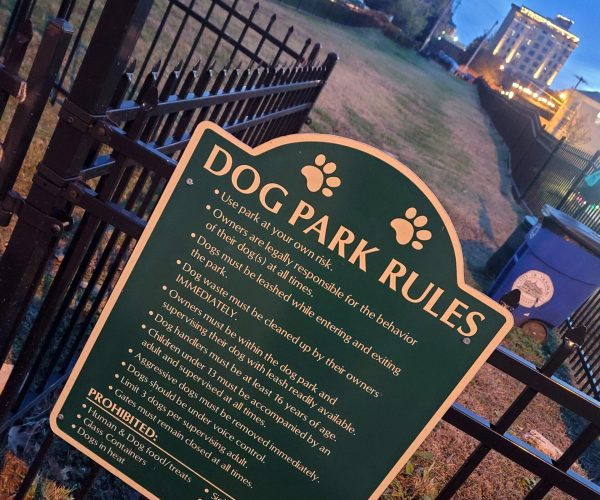 DOG PARK RULES
• Use park at your own risk.
• Owners are legally responsible for the behavior
of their dog(s) at all times.
• Dogs must be leashed while entering and exiting
the park.
• Dog waste must be cleaned up by their owners
IMMEDIATELY.
• Owners must be within the dog park and
supervising their dog with leash readily available.
• Dog handlers must be at least 16 years of age.
• Children under 13 must be accompanied by an
adult and supervised at all times.
• Aggressive dogs must be removed immediately.
• Dogs should be under voice control.
• Limit 3 dogs per supervising adult.
• Gates must remain closed at all times.
PROHIBITED:
• Human & Dog food/treats
• Glass Containers
• Dogs in heat